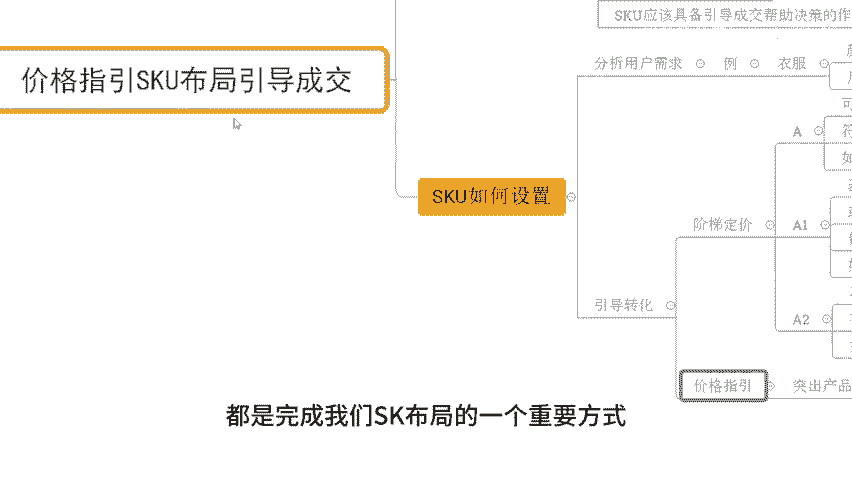 SKU应该具备引导成交帮助决策的作
分析用户需求
例
衣服
价格指引SKU布局引导成交
A
SKU如何设置
阶梯定价
A1
引导转化
A2
价格指引
突出产品
都是完成我们SK布局的一个重要方式